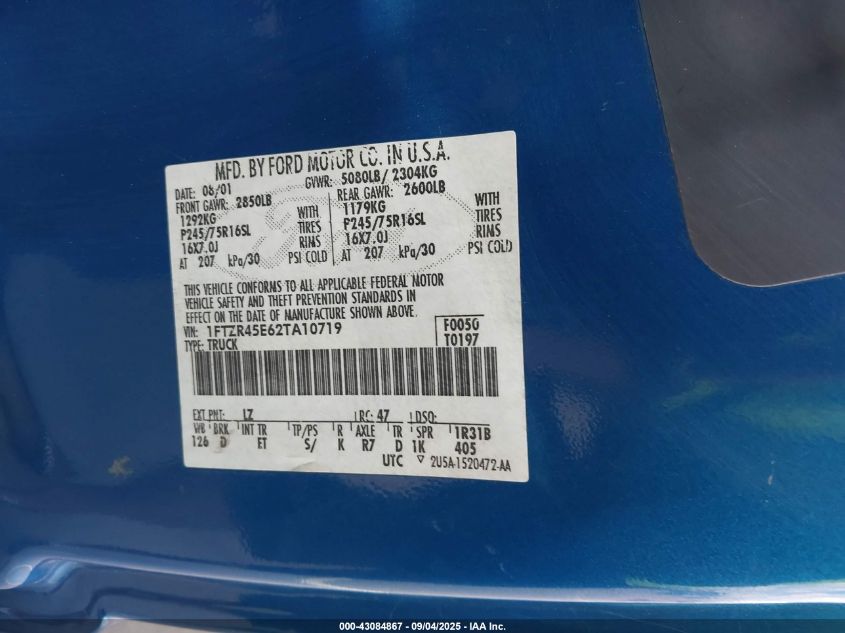 MFD. BY FORD MOTOR CO. IN U.S.A.
DATE: 08/01 GVWR: 5080LB/ 2304KG
FRONT GAWR: 2850LB REAR GAWR: 2600LB
1292KG WITH 1179KG WITH
P245/75R16SL TIRES P245/75R16SL TIRES
16X7.0J RINS 16X7.0J RINS
AT 207 kPa/30 PSI COLD AT 207 kPa/30 PSI COLD
THIS VEHICLE CONFORMS TO ALL APPLICABLE FEDERAL MOTOR
VEHICLE SAFETY AND THEFT PREVENTION STANDARDS IN
EFFECT ON THE DATE OF MANUFACTURE SHOWN ABOVE.
VIN: 1FTZR45E62TA10719 F0050
TYPE: TRUCK T0197
EXT PNT: LZ RC: 47 DSO:
WB BRK INT TR TP/PS R AXLE TR SPR 1R31B
126 D ET S/ K R7 D 1K 405
UTC ▽ 2U5A-1520472-AA
000-43084867 - 09/04/2025 - IAA Inc.